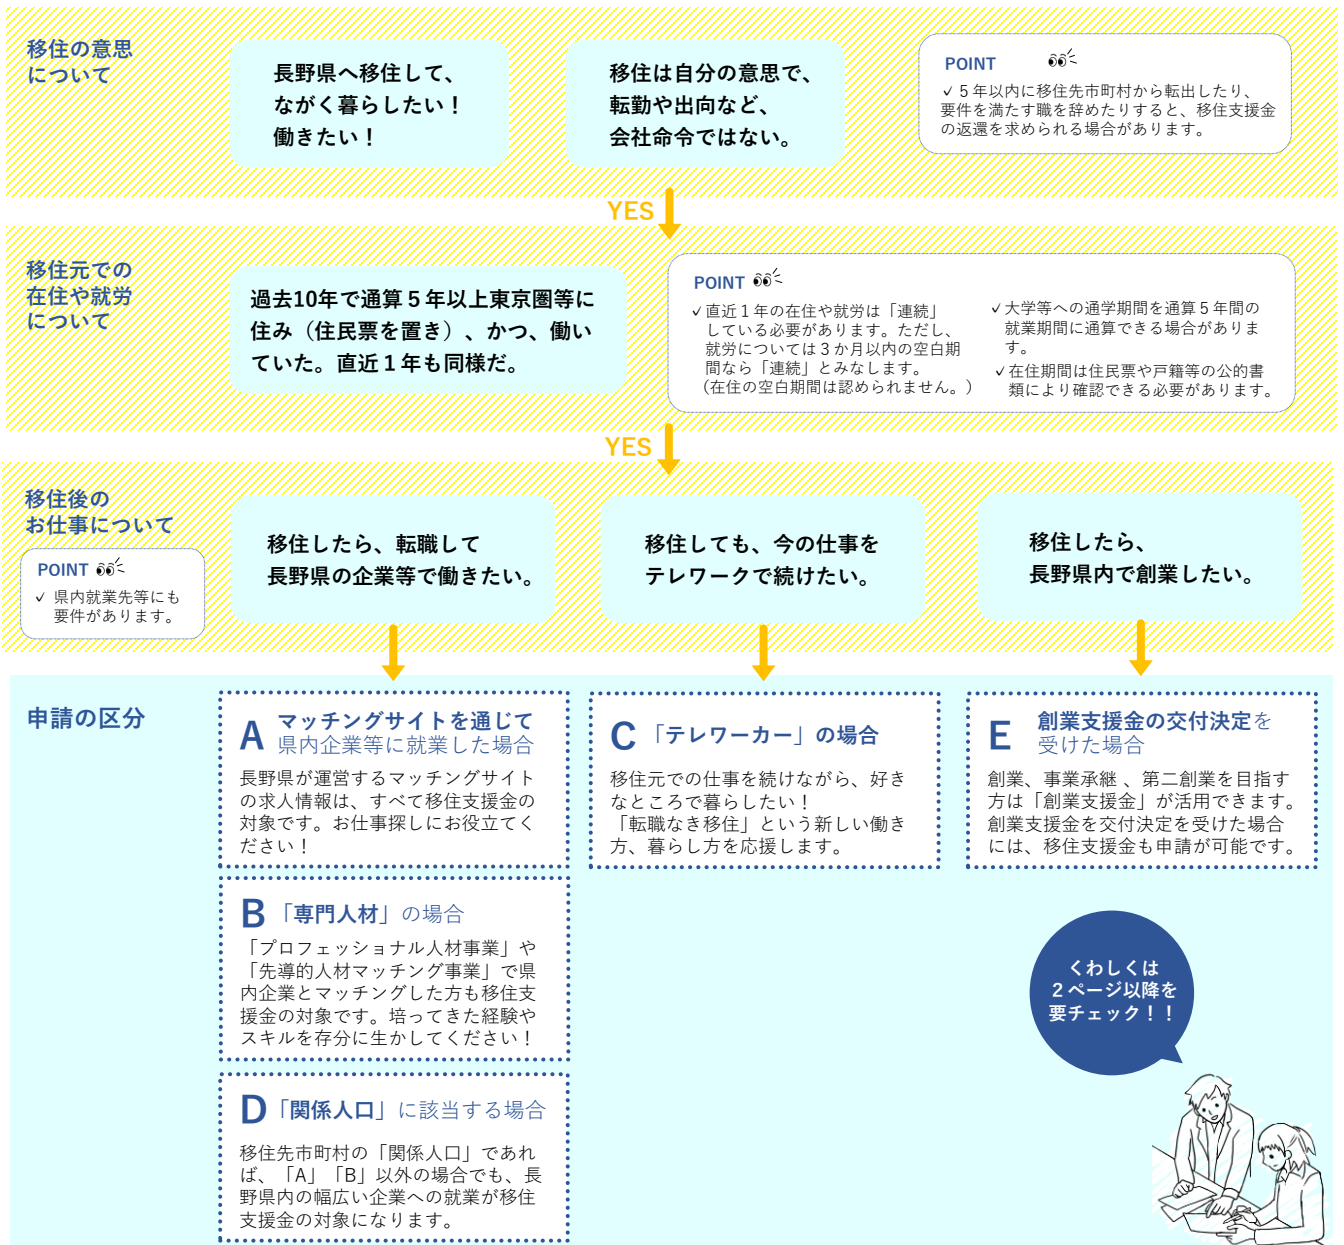 移住の意思
について
長野県へ移住して、
ながく暮らしたい！
働きたい！
移住は自分の意思で、
転勤や出向など、
会社命令ではない。
POINT
✓５年以内に移住先市町村から転出したり、
要件を満たす職を辞めたりすると、移住支援金
の返還を求められる場合があります。
YES
移住元での
在住や就労
について
過去10年で通算５年以上東京圏等に
住み（住民票を置き）、かつ、働い
ていた。直近１年も同様だ。
POINT
✓直近１年の在住や就労は「連続」
している必要があります。ただし、
就労については３か月以内の空白期
間なら「連続」とみなします。
（在住の空白期間は認められません。）
✓大学等への通学期間を通算５年間の
就業期間に通算できる場合がありま
す。
✓在住期間は住民票や戸籍等の公的書
類により確認できる必要があります。
YES
移住後の
お仕事について
POINT
✓ 県内就業先等にも
要件があります。
移住したら、転職して
長野県の企業等で働きたい。
移住しても、今の仕事を
テレワークで続けたい。
移住したら、
長野県内で創業したい。
申請の区分
A マッチングサイトを通じて
県内企業等に就業した場合
長野県が運営するマッチングサイト
の求人情報は、すべて移住支援金の
対象です。お仕事探しにお役立てく
ださい！
B 「専門人材」の場合
「プロフェッショナル人材事業」や
「先導的人材マッチング事業」で県
内企業とマッチングした方も移住支
援金の対象です。培ってきた経験や
スキルを存分に生かしてください！
D 「関係人口」に該当する場合
移住先市町村の「関係人口」であれ
ば、「A」「B」以外の場合でも、長
野県内の幅広い企業への就業が移住
支援金の対象になります。
C 「テレワーカー」の場合
移住元での仕事を続けながら、好き
なところで暮らしたい！
「転職なき移住」という新しい働き
方、暮らし方を応援します。
E 創業支援金の交付決定を
受けた場合
創業、事業承継 、第二創業を目指す
方は「創業支援金」が活用できます。
創業支援金を交付決定を受けた場合
には、移住支援金も申請が可能です。
くわしくは
２ページ以降を
要チェック！！